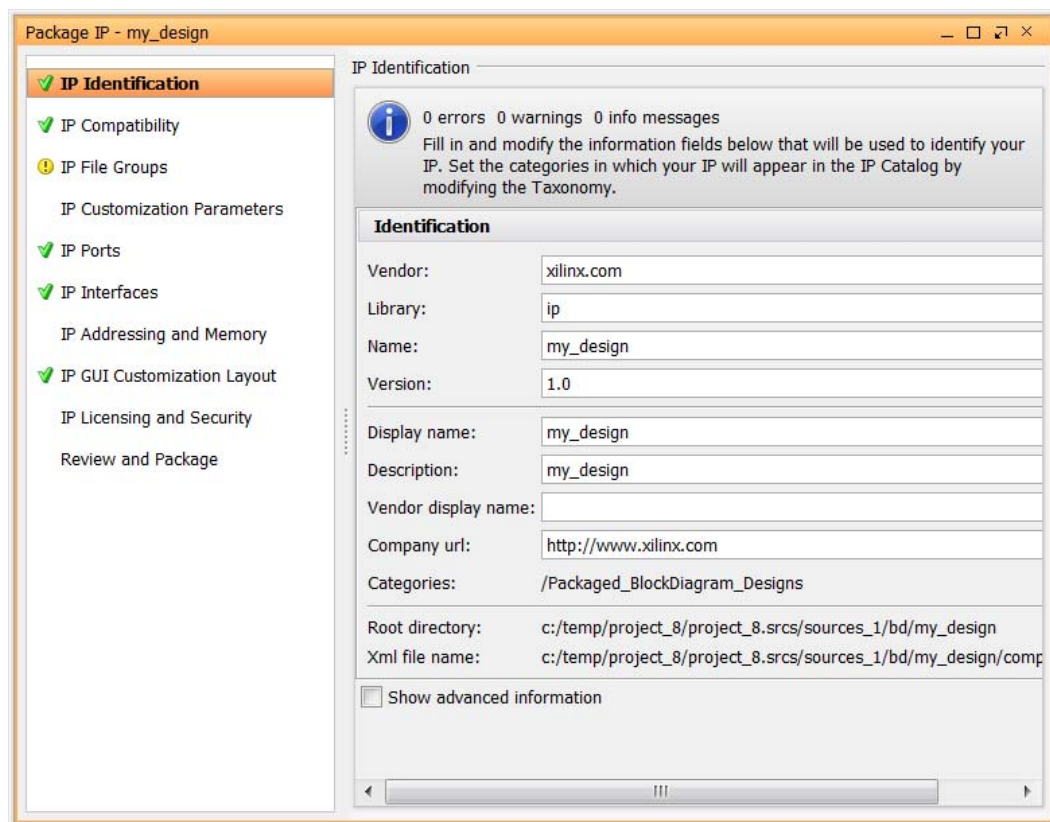 Package IP - my_design
IP Identification
IP Compatibility
IP File Groups
IP Customization Parameters
IP Ports
IP Interfaces
IP Addressing and Memory
IP GUI Customization Layout
IP Licensing and Security
Review and Package
IP Identification
0 errors 0 warnings 0 info messages
Fill in and modify the information fields below that will be used to identify your
IP. Set the categories in which your IP will appear in the IP Catalog by
modifying the Taxonomy.
Identification
Vendor: xilinx.com
Library: ip
Name: my_design
Version: 1.0
Display name: my_design
Description: my_design
Vendor display name:
Company url: http://www.xilinx.com
Categories: /Packaged_BlockDiagram_Designs
Root directory: c:/temp/project_8/project_8.srcs/sources_1/bd/my_design
Xml file name: c:/temp/project_8/project_8.srcs/sources_1/bd/my_design/comp
Show advanced information